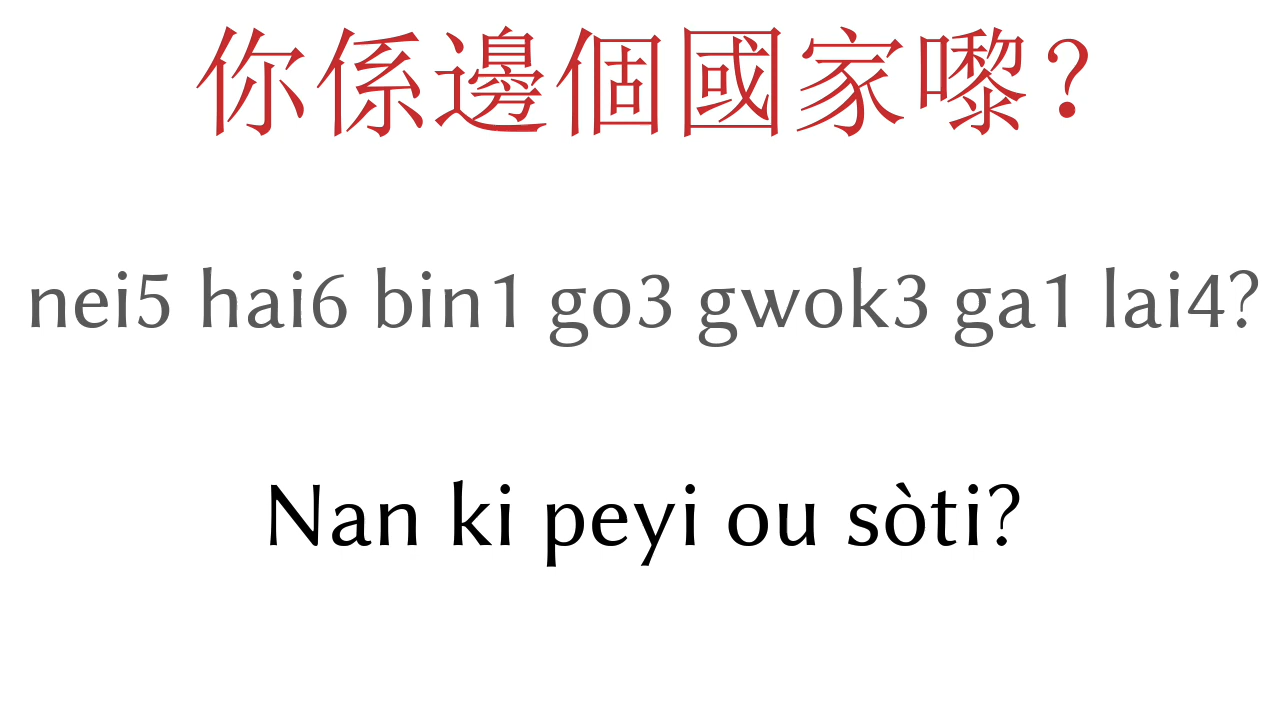 你係邊個國家嚟？
nei5 hai6 bin1 go3 gwok3 ga1 lai4?
Nan ki peyi ou sòti?